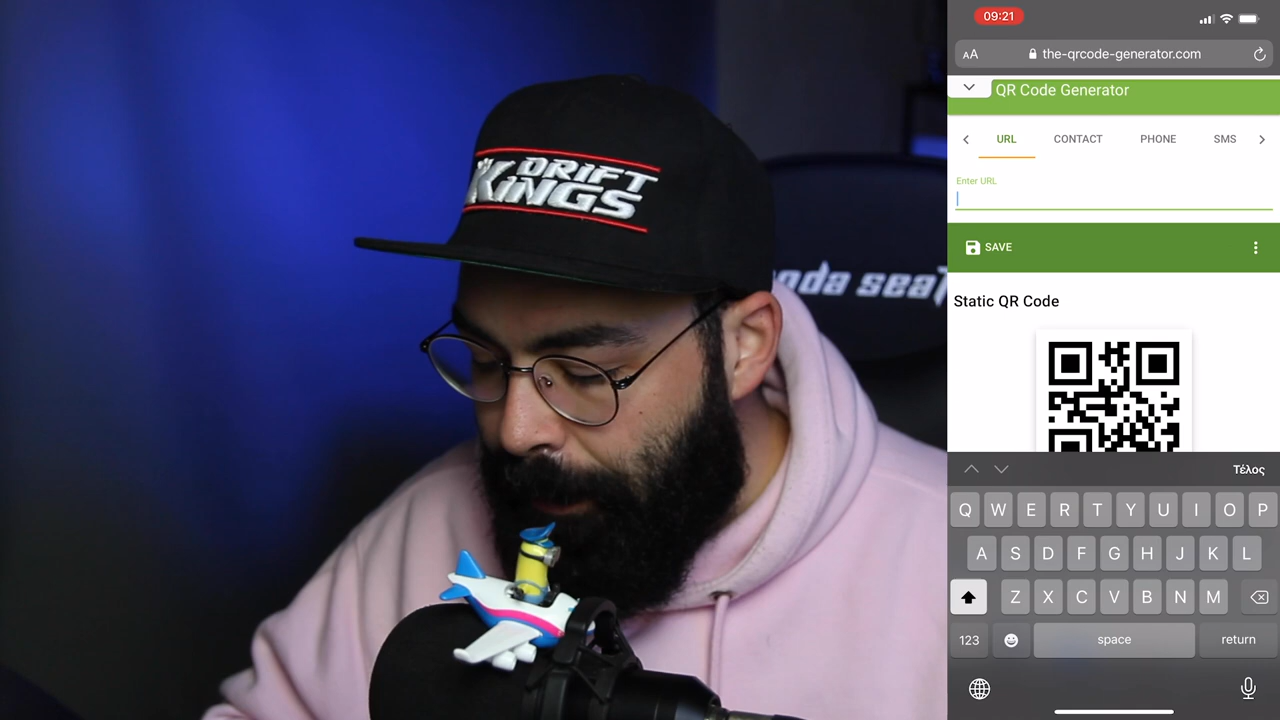 DRIFT
KINGS
09:21
AA
the-qrcode-generator.com
QR Code Generator
URL
CONTACT
PHONE
SMS
Enter URL
SAVE
Static QR Code
Τέλος
Q W E R T Y U I O P
A S D F G H J K L
Z X C V B N M
123
space
return